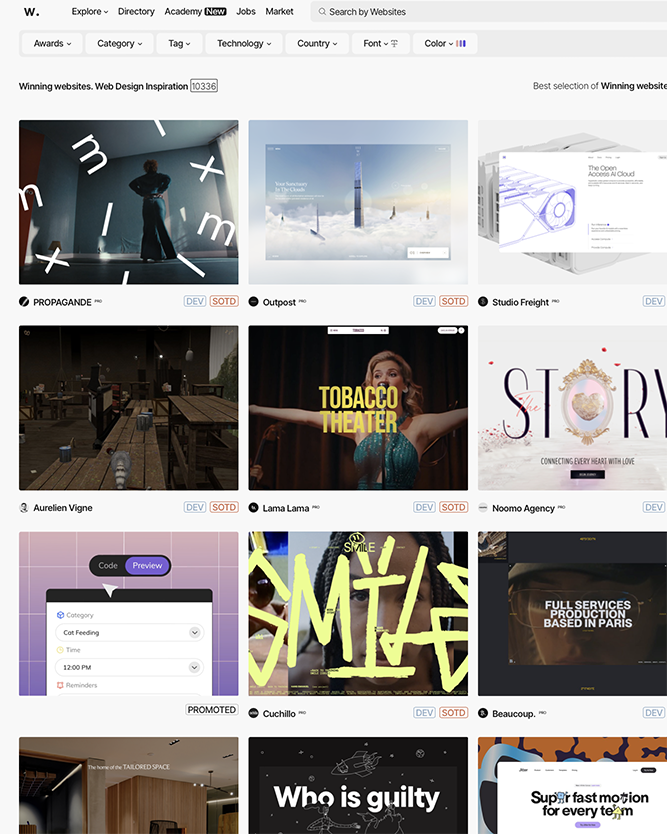 W.
Explore
Directory
Academy New
Jobs
Market
Search by Websites
Awards
Category
Tag
Technology
Country
Font
Color
Winning websites. Web Design Inspiration 10336
Best selection of Winning website
m
i
x
m
i
x
m
i
x
Your Sanctuary
In The Clouds
The Open
Access AI Cloud
PROPAGANDE PRO
DEV SOTD
Outpost PRO
DEV SOTD
Studio Freight PRO
DEV
TOBACCO
TOBACCO
THEATER
The
STORY
CONNECTING EVERY HEART WITH LOVE
Aurelien Vigne
DEV SOTD
Lama Lama PRO
DEV SOTD
Noomo Agency PRO
DEV
Code Preview
Category
Cat Feeding
Time
12:00 PM
Reminders
SMILE
SMILE
FULL SERVICES
PRODUCTION
BASED IN PARIS
PROMOTED
Cuchillo PRO
DEV SOTD
Beaucoup. PRO
DEV
The home of the TAILORED SPACE
Who is guilty
Super fast motion
for every team